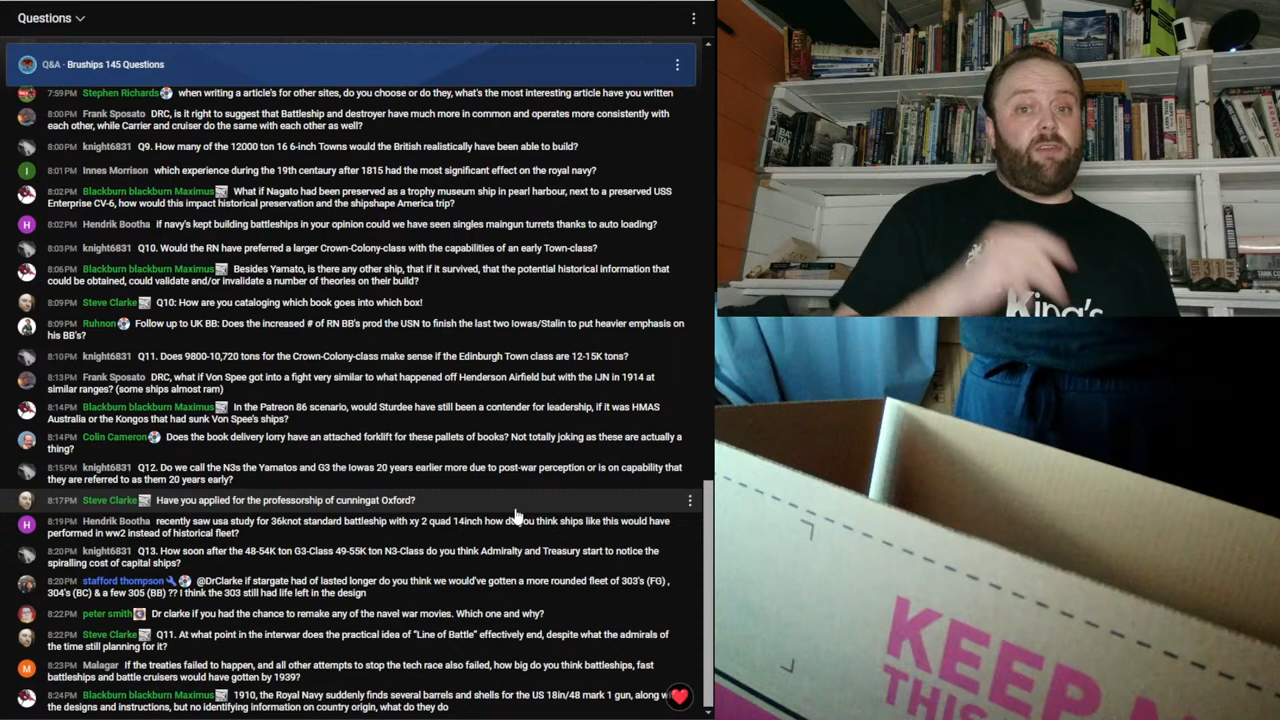 Questions
Q&A · Bruships 145 Questions
7:59PM Stephen Richards when writing a article's for other sites, do you choose or do they, what's the most interesting article have you written
8:00PM Frank Sposato DRC, is it right to suggest that Battleship and destroyer have much more in common and operates more consistently with
each other, while Carrier and cruiser do the same with each other as well?
8:00PM knight6831 Q9. How many of the 12000 ton 16 6-inch Towns would the British realistically have been able to build?
I
8:01PM Innes Morrison which experience during the 19th centaury after 1815 had the most significant effect on the royal navy?
8:02PM Blackburn blackburn Maximus What if Nagato had been preserved as a trophy museum ship in pearl harbour, next to a preserved USS
Enterprise CV-6, how would this impact historical preservation and the shipshape America trip?
H
8:02PM Hendrik Bootha if navy's kept building battleships in your opinion could we have seen singles maingun turrets thanks to auto loading?
8:03PM knight6831 Q10. Would the RN have preferred a larger Crown-Colony-class with the capabilities of an early Town-class?
8:06PM Blackburn blackburn Maximus Besides Yamato, is there any other ship, that if it survived, that the potential historical information that
could be obtained, could validate and/or invalidate a number of theories on their build?
8:09PM Steve Clarke Q10: How are you cataloging which book goes into which box!
8:09PM Ruhnon Follow up to UK BB: Does the increased # of RN BB's prod the USN to finish the last two Iowas/Stalin to put heavier emphasis on
his BB's?
8:10PM knight6831 Q11. Does 9800-10,720 tons for the Crown-Colony-class make sense if the Edinburgh Town class are 12-15K tons?
8:13PM Frank Sposato DRC, what if Von Spee got into a fight very similar to what happened off Henderson Airfield but with the IJN in 1914 at
similar ranges? (some ships almost ram)
8:14PM Blackburn blackburn Maximus In the Patreon 86 scenario, would Sturdee have still been a contender for leadership, if it was HMAS
Australia or the Kongos that had sunk Von Spee's ships?
8:14PM Colin Cameron Does the book delivery lorry have an attached forklift for these pallets of books? Not totally joking as these are actually a
thing?
8:15PM knight6831 Q12. Do we call the N3s the Yamatos and G3 the Iowas 20 years earlier more due to post-war perception or is on capability that
they are referred to as them 20 years early?
8:17PM Steve Clarke Have you applied for the professorship of cunningat Oxford?
H
8:19PM Hendrik Bootha recently saw usa study for 36knot standard battleship with xy 2 quad 14inch how do you think ships like this would have
performed in ww2 instead of historical fleet?
8:20PM knight6831 Q13. How soon after the 48-54K ton G3-Class 49-55K ton N3-Class do you think Admiralty and Treasury start to notice the
spiralling cost of capital ships?
8:20PM stafford thompson @DrClarke if stargate had of lasted longer do you think we would've gotten a more rounded fleet of 303's (FG) ,
304's (BC) & a few 305 (BB) ?? I think the 303 still had life left in the design
8:22PM peter smith Dr clarke if you had the chance to remake any of the navel war movies. Which one and why?
8:22PM Steve Clarke Q11. At what point in the interwar does the practical idea of “Line of Battle” effectively end, despite what the admirals of
the time still planning for it?
M
8:23PM Malagar If the treaties failed to happen, and all other attempts to stop the tech race also failed, how big do you think battleships, fast
battleships and battle cruisers would have gotten by 1939?
8:24PM Blackburn blackburn Maximus 1910, the Royal Navy suddenly finds several barrels and shells for the US 18in/48 mark 1 gun, along
the designs and instructions, but no identifying information on country origin, what do they do
King's
KEEP
THIS